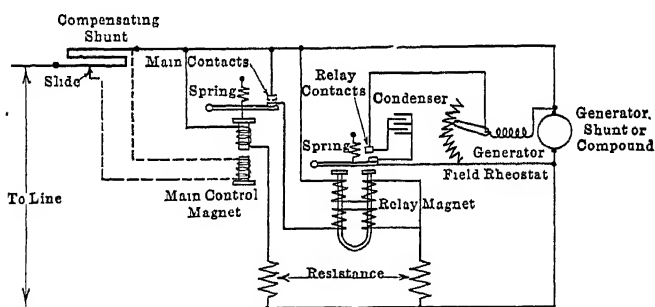 Compensating
Shunt
Main Contacts
Slide
Spring
Relay
Contacts
Condenser
Spring
Generator,
Shunt or
Compound
Generator
Field Rheostat
To Line
Main Control
Magnet
Relay Magnet
Resistance